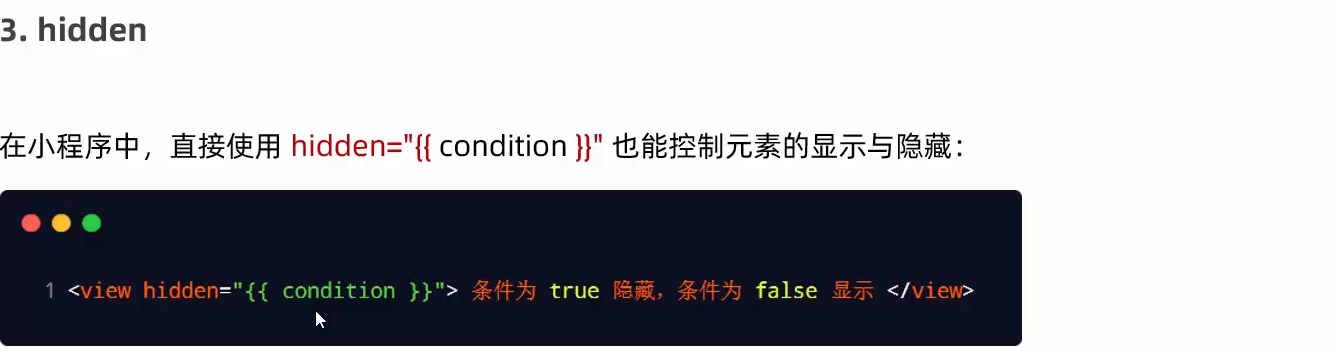 3. hidden
在小程序中，直接使用 hidden="{{ condition }}" 也能控制元素的显示与隐藏：
1 <view hidden="{{ condition }}"> 条件为 true 隐藏，条件为 false 显示 </view>